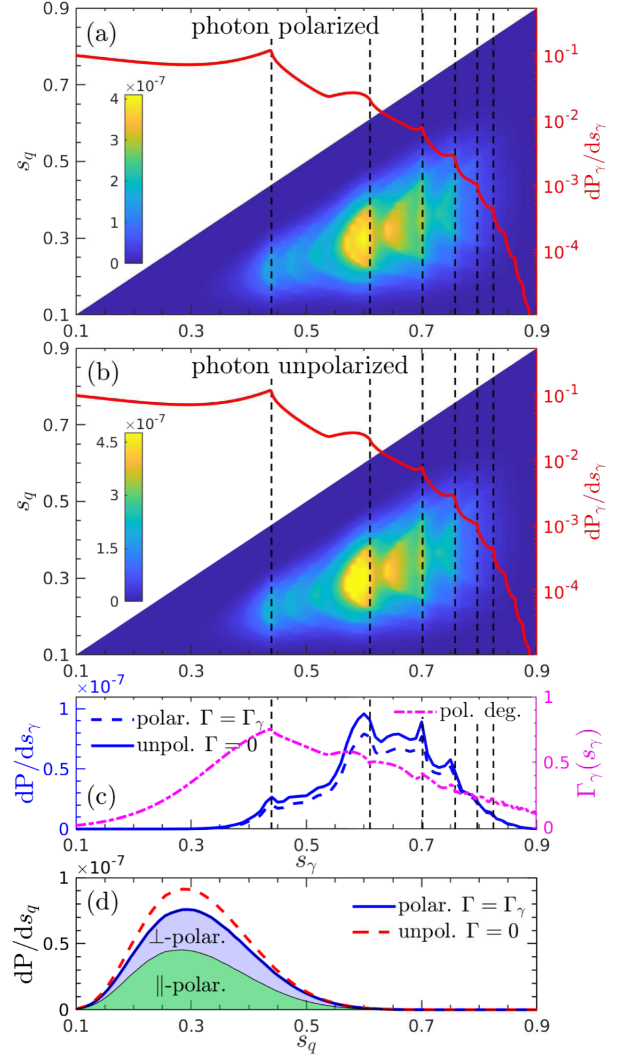 (a) photon polarized
×10⁻⁷
4
3
2
1
0
0.9
0.7
0.5
0.3
0.1
s_q
10⁻¹
10⁻²
10⁻³
10⁻⁴
dP_γ/ds_γ
0.1 0.3 0.5 0.7 0.9
(b) photon unpolarized
×10⁻⁷
4.5
3
1.5
0
0.9
0.7
0.5
0.3
0.1
s_q
10⁻¹
10⁻²
10⁻³
10⁻⁴
dP_γ/ds_γ
0.1 0.3 0.5 0.7 0.9
×10⁻⁷
1
0.5
0
dP/ds_γ
polar. Γ = Γ_γ
unpol. Γ = 0
pol. deg.
(c)
1
0.5
0
Γ_γ(s_γ)
0.1 0.3 0.5 0.7 0.9
s_γ
×10⁻⁷
1
0.5
0
dP/ds_q
(d)
polar. Γ = Γ_γ
unpol. Γ = 0
⊥-polar.
∥-polar.
0.1 0.3 0.5 0.7 0.9
s_q